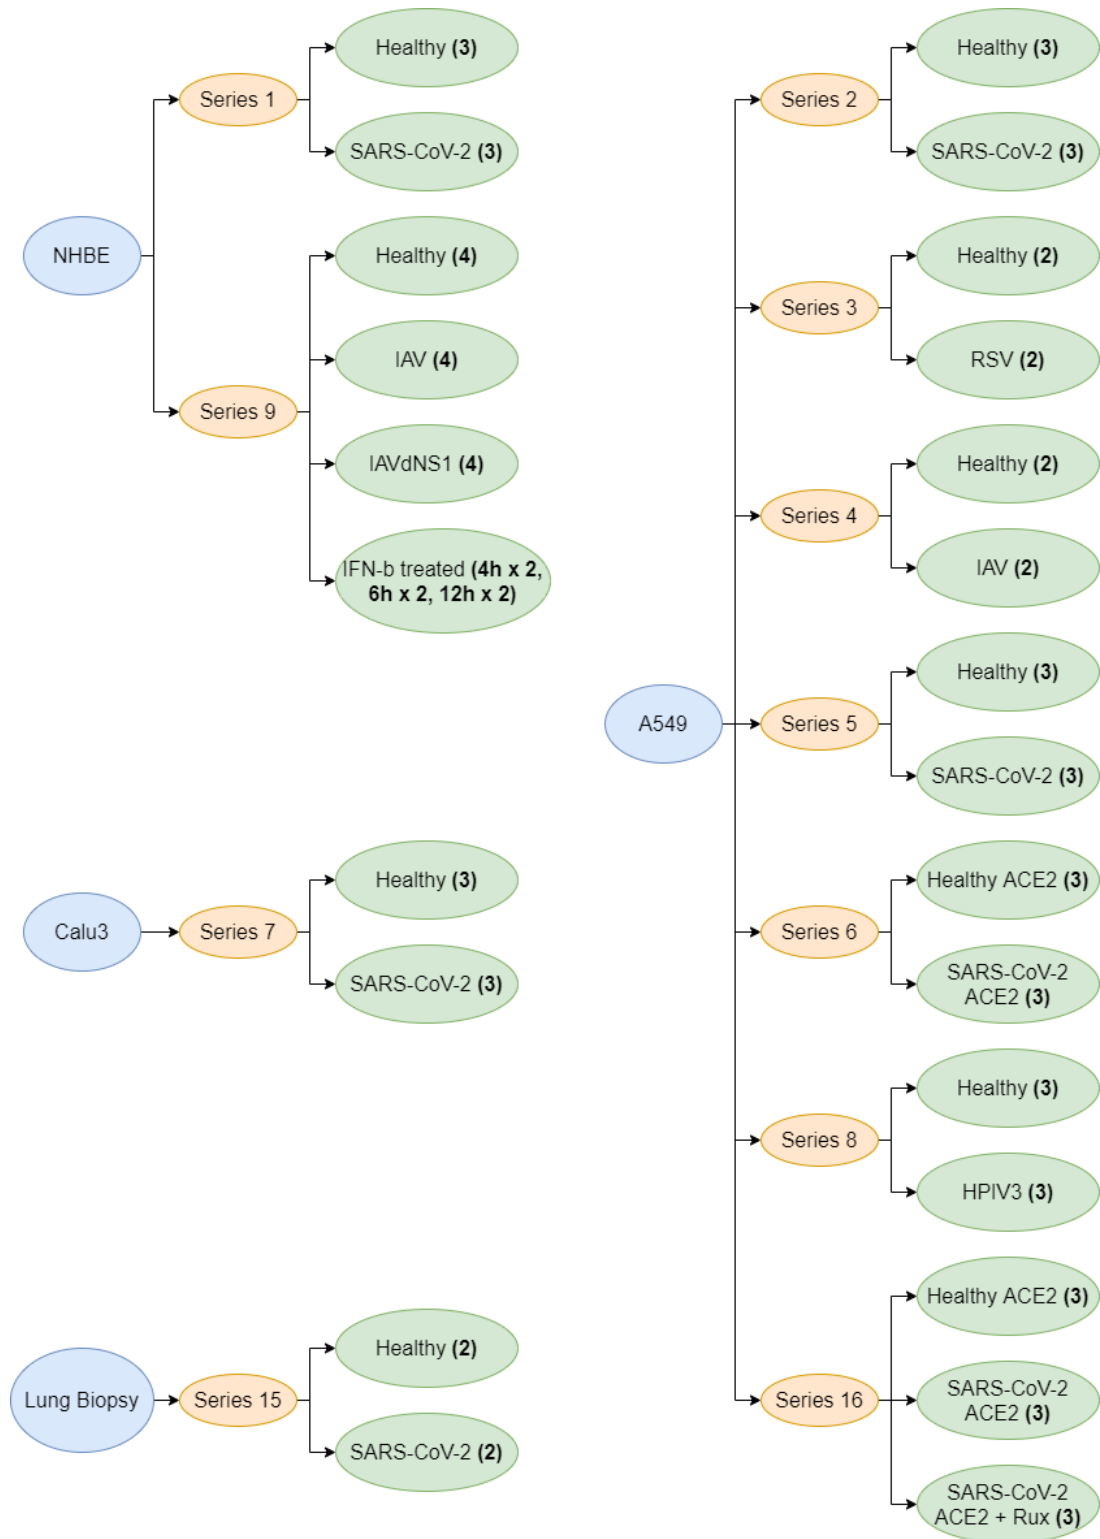 NHBE
Series 1
Healthy (3)
SARS-CoV-2 (3)
Series 9
Healthy (4)
IAV (4)
IAVdNS1 (4)
IFN-b treated (4h x 2,
6h x 2, 12h x 2)
Calu3
Series 7
Healthy (3)
SARS-CoV-2 (3)
Lung Biopsy
Series 15
Healthy (2)
SARS-CoV-2 (2)
A549
Series 2
Healthy (3)
SARS-CoV-2 (3)
Series 3
Healthy (2)
RSV (2)
Series 4
Healthy (2)
IAV (2)
Series 5
Healthy (3)
SARS-CoV-2 (3)
Series 6
Healthy ACE2 (3)
SARS-CoV-2
ACE2 (3)
Series 8
Healthy (3)
HPIV3 (3)
Series 16
Healthy ACE2 (3)
SARS-CoV-2
ACE2 (3)
SARS-CoV-2
ACE2 + Rux (3)